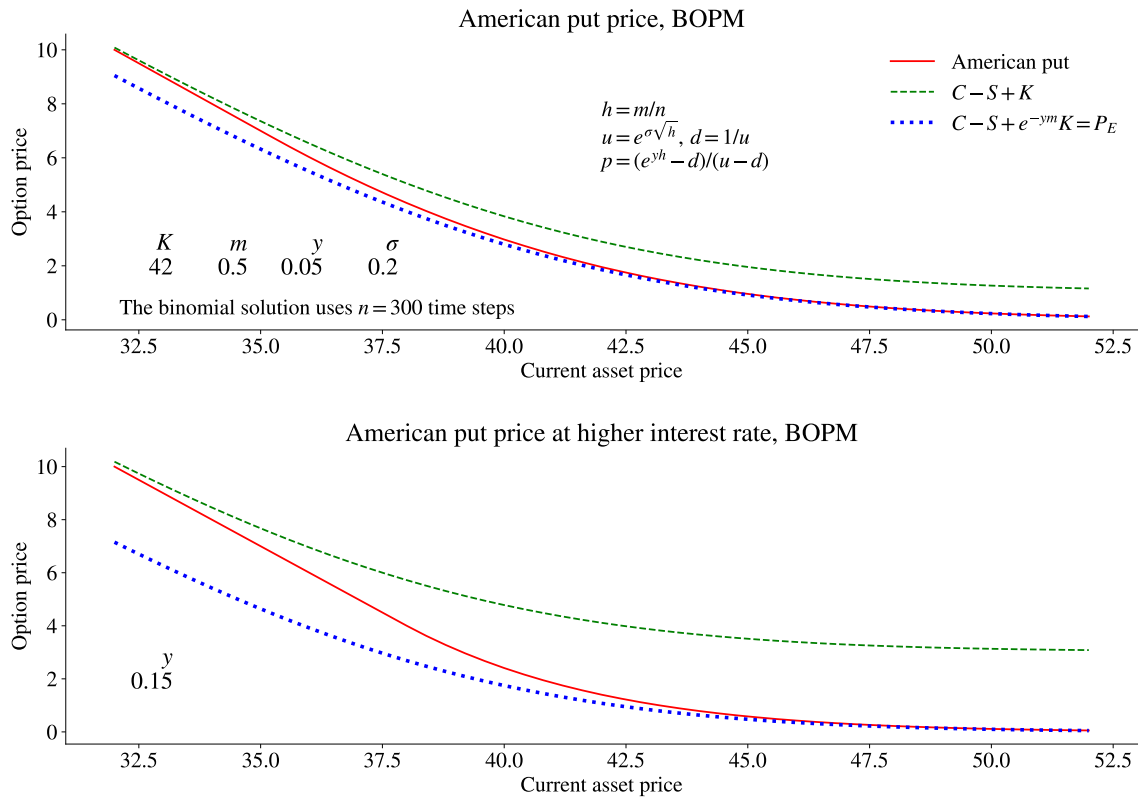 American put price, BOPM
Option price
10
8
6
4
2
0
American put
C − S + K
C − S + e^{−ym}K = P_E
h = m/n
u = e^{σ√h}, d = 1/u
p = (e^{yh} − d)/(u − d)
K m y σ
42 0.5 0.05 0.2
The binomial solution uses n = 300 time steps
32.5 35.0 37.5 40.0 42.5 45.0 47.5 50.0 52.5
Current asset price
American put price at higher interest rate, BOPM
Option price
10
8
6
4
2
0
y
0.15
32.5 35.0 37.5 40.0 42.5 45.0 47.5 50.0 52.5
Current asset price